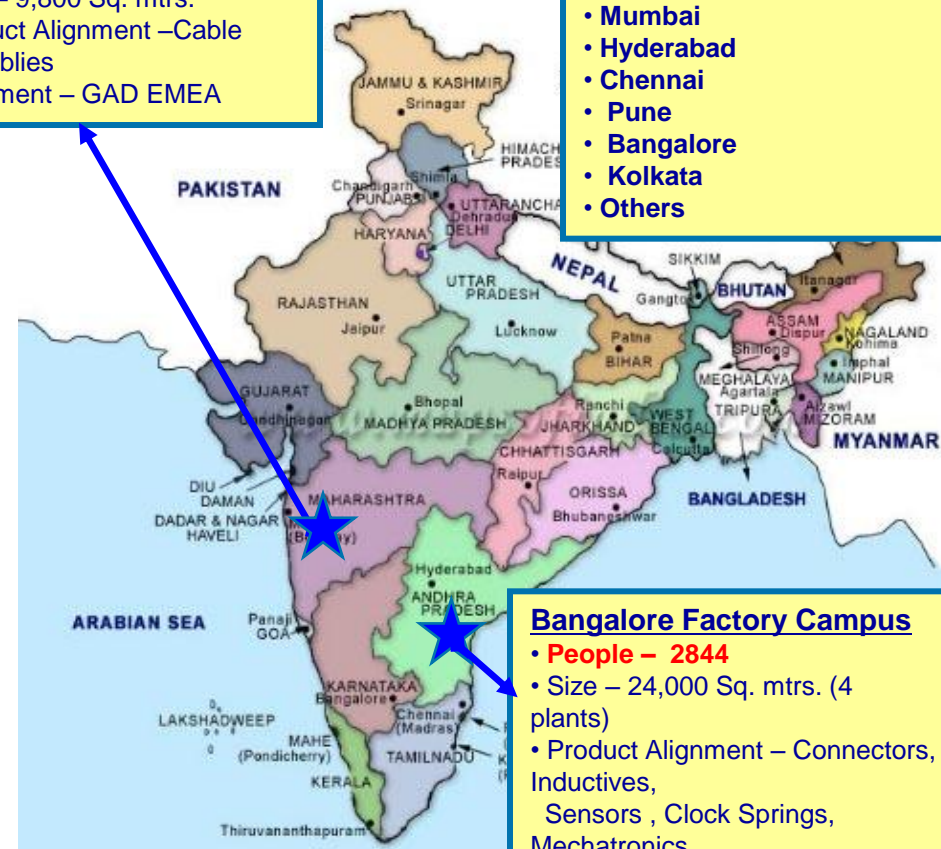 – 9,800 Sq. mtrs.
uct Alignment –Cable
blies
ment – GAD EMEA
• Mumbai
• Hyderabad
• Chennai
• Pune
• Bangalore
• Kolkata
• Others
JAMMU & KASHMIR
Srinagar
HIMACH
PRADES
PAKISTAN
Shimla
Chandigarh
PUNJAB
UTTARANCHA
Dehradun
HARYANA
DELHI
NEPAL
SIKKIM
Gangto
BHUTAN
Itanagar
UTTAR
PRADESH
RAJASTHAN
Jaipur
Lucknow
ASSAM
Dispur
NAGALAND
Kohima
Patna
BIHAR
Shillong
Imphal
MANIPUR
MEGHALAYA
Agartala
TRIPURA
Aizawl
MIZORAM
GUJARAT
Gandhinagar
Bhopal
MADHYA PRADESH
Ranchi
JHARKHAND
WEST
BENGAL
Calcutta
MYANMAR
CHHATTISGARH
Raipur
DIU
DAMAN
DADAR & NAGAR
HAVELI
MAHARASHTRA
ORISSA
Bhubaneshwar
BANGLADESH
Hyderabad
ANDHRA
PRADESH
ARABIAN SEA
Panaji
GOA
KARNATAKA
Bangalore
LAKSHADWEEP
Chennai
(Madras)
MAHE
(Pondicherry)
TAMILNADU
KERALA
Thiruvananthapuram
Bangalore Factory Campus
• People – 2844
• Size – 24,000 Sq. mtrs. (4
plants)
• Product Alignment – Connectors,
Inductives,
Sensors , Clock Springs,
Mechatronics